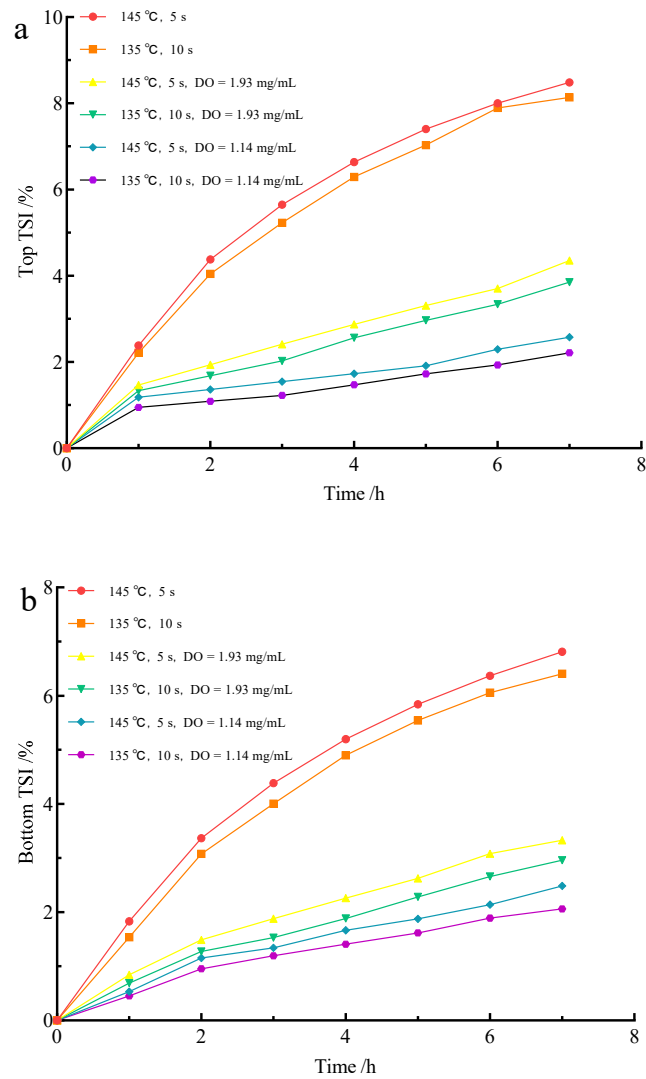 a
10
145 ℃, 5 s
135 ℃, 10 s
145 ℃, 5 s, DO = 1.93 mg/mL
135 ℃, 10 s, DO = 1.93 mg/mL
145 ℃, 5 s, DO = 1.14 mg/mL
135 ℃, 10 s, DO = 1.14 mg/mL
8
6
4
2
0
Top TSI /%
0 2 4 6 8
Time /h
b
8
145 ℃, 5 s
135 ℃, 10 s
145 ℃, 5 s, DO = 1.93 mg/mL
135 ℃, 10 s, DO = 1.93 mg/mL
145 ℃, 5 s, DO = 1.14 mg/mL
135 ℃, 10 s, DO = 1.14 mg/mL
6
4
2
0
Bottom TSI /%
0 2 4 6 8
Time /h